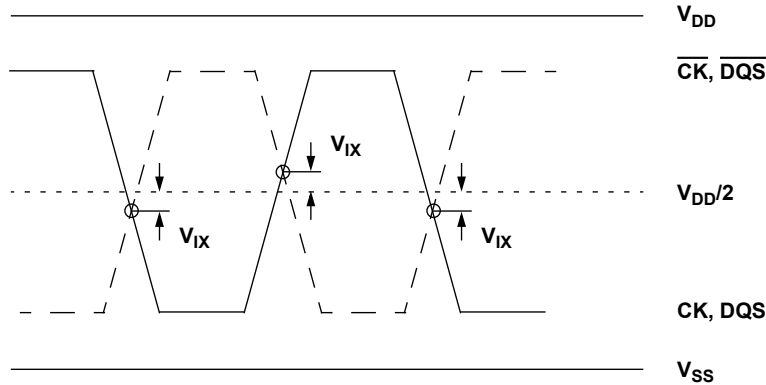 V_DD
C̅K̅, D̅Q̅S̅
V_IX
V_DD/2
V_IX
V_IX
CK, DQS
V_SS